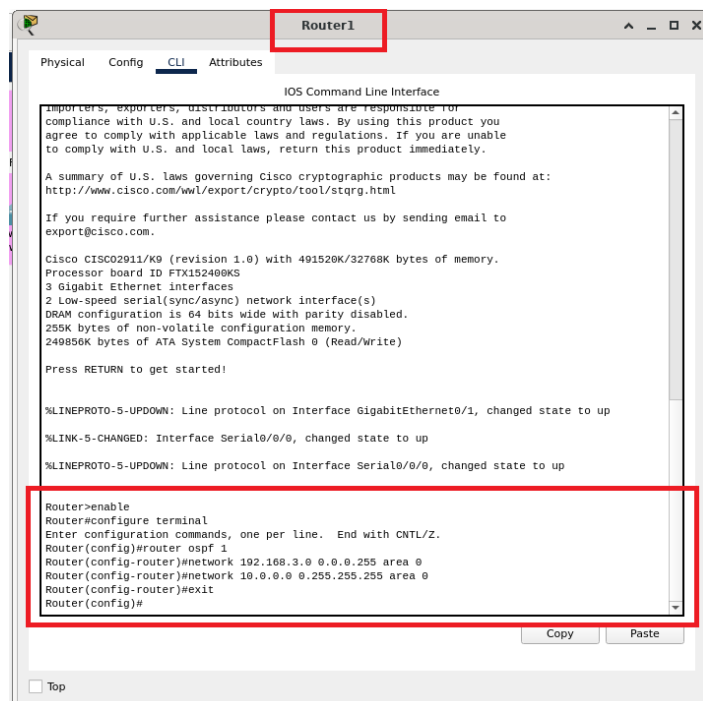 Router1
Physical Config CLI Attributes
IOS Command Line Interface
importers, exporters, distributors and users are responsible for
compliance with U.S. and local country laws. By using this product you
agree to comply with applicable laws and regulations. If you are unable
to comply with U.S. and local laws, return this product immediately.
A summary of U.S. laws governing Cisco cryptographic products may be found at:
http://www.cisco.com/wwl/export/crypto/tool/stqrg.html
If you require further assistance please contact us by sending email to
export@cisco.com.
Cisco CISCO2911/K9 (revision 1.0) with 491520K/32768K bytes of memory.
Processor board ID FTX152400KS
3 Gigabit Ethernet interfaces
2 Low-speed serial(sync/async) network interface(s)
DRAM configuration is 64 bits wide with parity disabled.
255K bytes of non-volatile configuration memory.
249856K bytes of ATA System CompactFlash 0 (Read/Write)
Press RETURN to get started!
%LINEPROTO-5-UPDOWN: Line protocol on Interface GigabitEthernet0/1, changed state to up
%LINK-5-CHANGED: Interface Serial0/0/0, changed state to up
%LINEPROTO-5-UPDOWN: Line protocol on Interface Serial0/0/0, changed state to up
Router>enable
Router#configure terminal
Enter configuration commands, one per line.  End with CNTL/Z.
Router(config)#router ospf 1
Router(config-router)#network 192.168.3.0 0.0.0.255 area 0
Router(config-router)#network 10.0.0.0 0.255.255.255 area 0
Router(config-router)#exit
Router(config)#
Copy Paste
Top